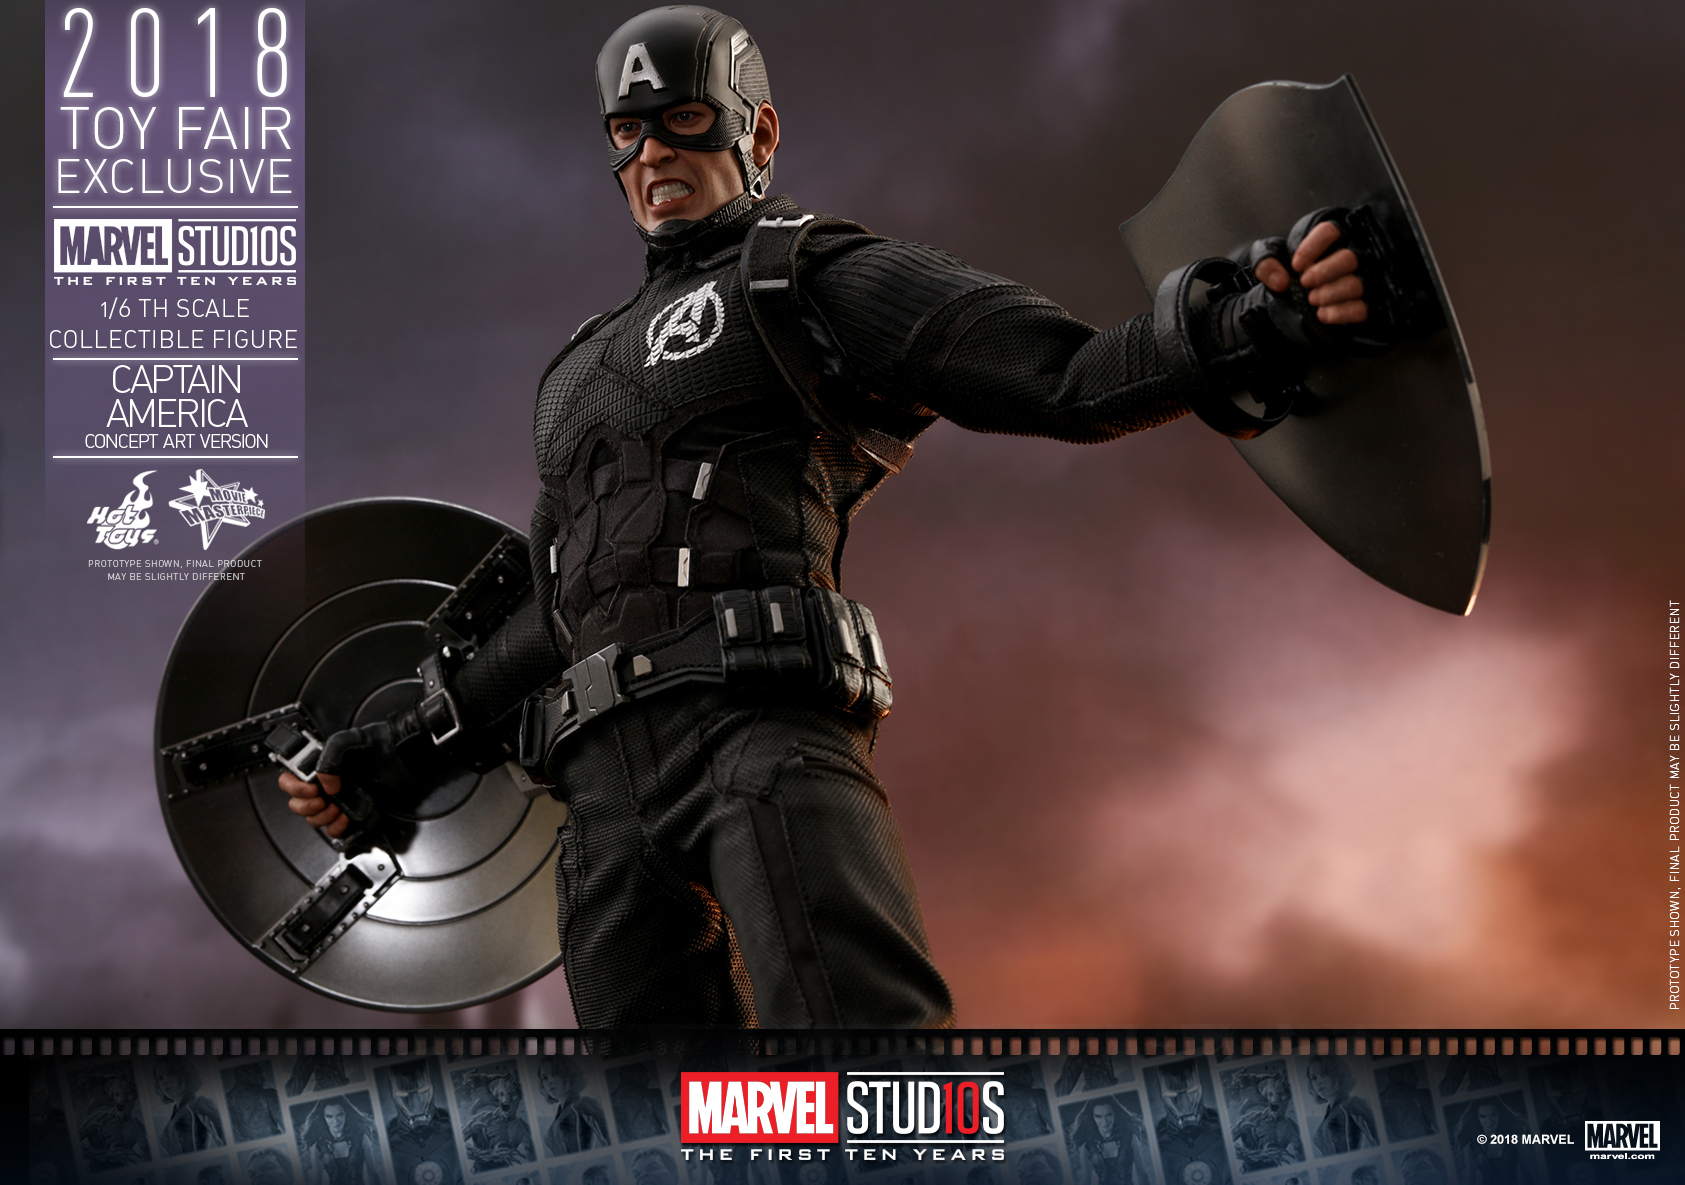 2018
TOY FAIR
EXCLUSIVE
MARVEL STUD10S
THE FIRST TEN YEARS
1/6 TH SCALE
COLLECTIBLE FIGURE
CAPTAIN
AMERICA
CONCEPT ART VERSION
Hot Toys®
MOVIE MASTERPIECE
PROTOTYPE SHOWN, FINAL PRODUCT
MAY BE SLIGHTLY DIFFERENT
A
A
PROTOTYPE SHOWN, FINAL PRODUCT MAY BE SLIGHTLY DIFFERENT
MARVEL STUD10S
THE FIRST TEN YEARS
© 2018 MARVEL
MARVEL
marvel.com